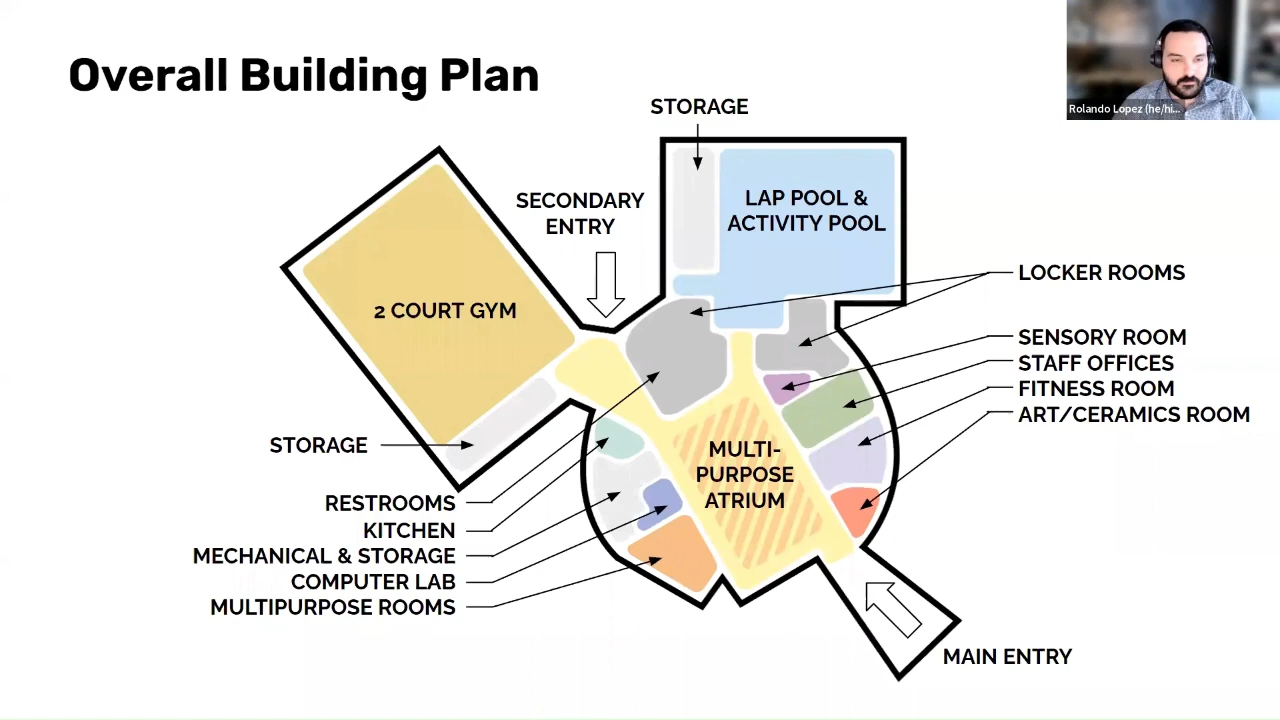 Overall Building Plan
Rolando Lopez (he/hi...
STORAGE
SECONDARY
ENTRY
LAP POOL &
ACTIVITY POOL
LOCKER ROOMS
2 COURT GYM
SENSORY ROOM
STAFF OFFICES
FITNESS ROOM
ART/CERAMICS ROOM
STORAGE
MULTI-
PURPOSE
ATRIUM
RESTROOMS
KITCHEN
MECHANICAL & STORAGE
COMPUTER LAB
MULTIPURPOSE ROOMS
MAIN ENTRY